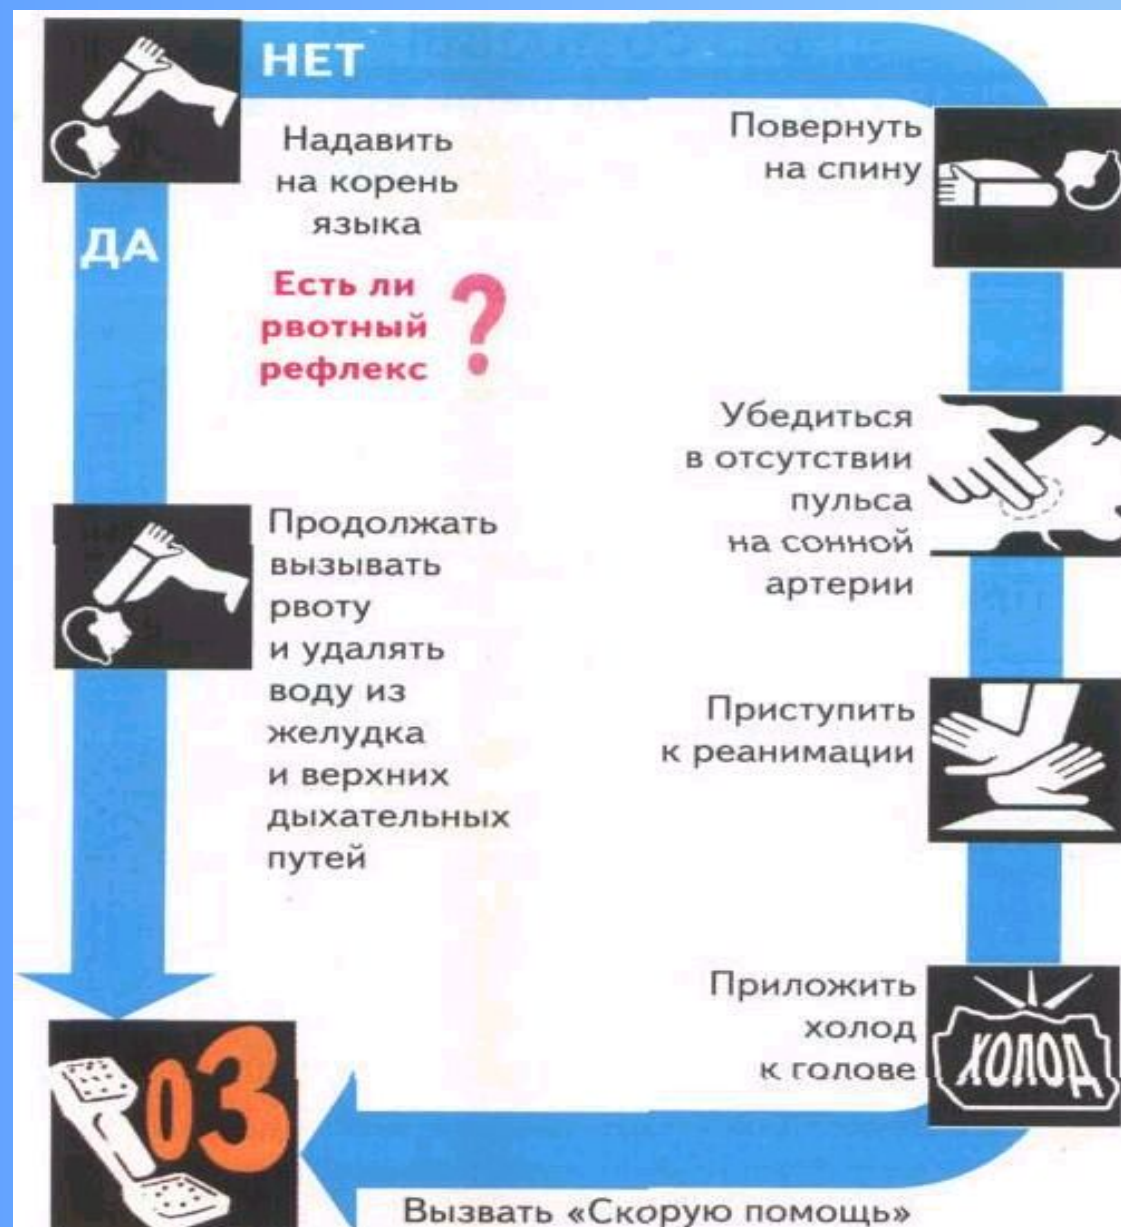 НЕТ
Надавить
на корень
языка
ДА
Есть ли
рвотный
рефлекс
?
Продолжать
вызывать
рвоту
и удалять
воду из
желудка
и верхних
дыхательных
путей
Повернуть
на спину
Убедиться
в отсутствии
пульса
на сонной
артерии
Приступить
к реанимации
Приложить
холод
к голове
ХОЛОД
03
Вызвать «Скорую помощь»